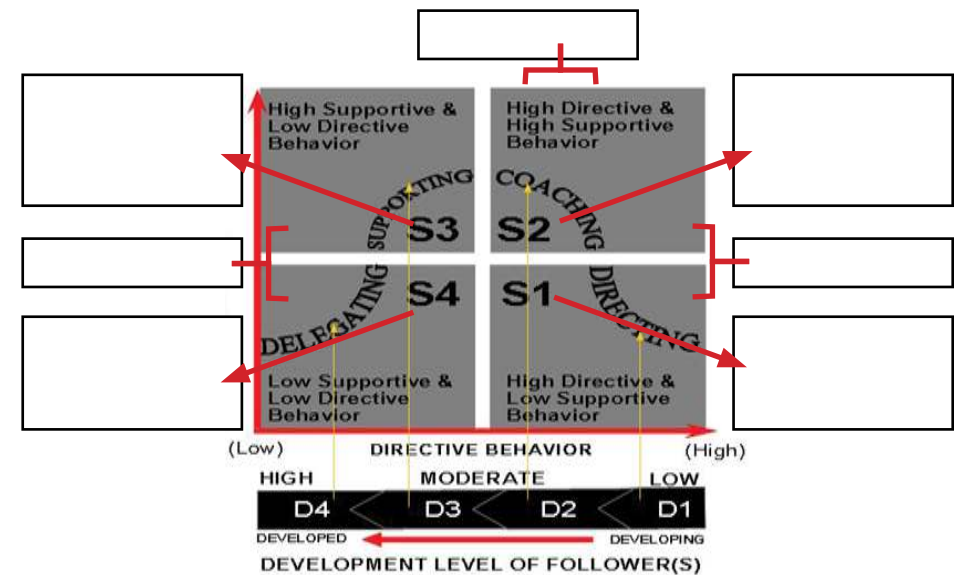 High Supportive &
Low Directive
Behavior
High Directive &
High Supportive
Behavior
SUPPORTING
COACHING
S3
S2
DELEGATING
DIRECTING
S4
S1
Low Supportive &
Low Directive
Behavior
High Directive &
Low Supportive
Behavior
(Low)
DIRECTIVE BEHAVIOR
(High)
HIGH
MODERATE
LOW
D4
D3
D2
D1
DEVELOPED
DEVELOPING
DEVELOPMENT LEVEL OF FOLLOWER(S)